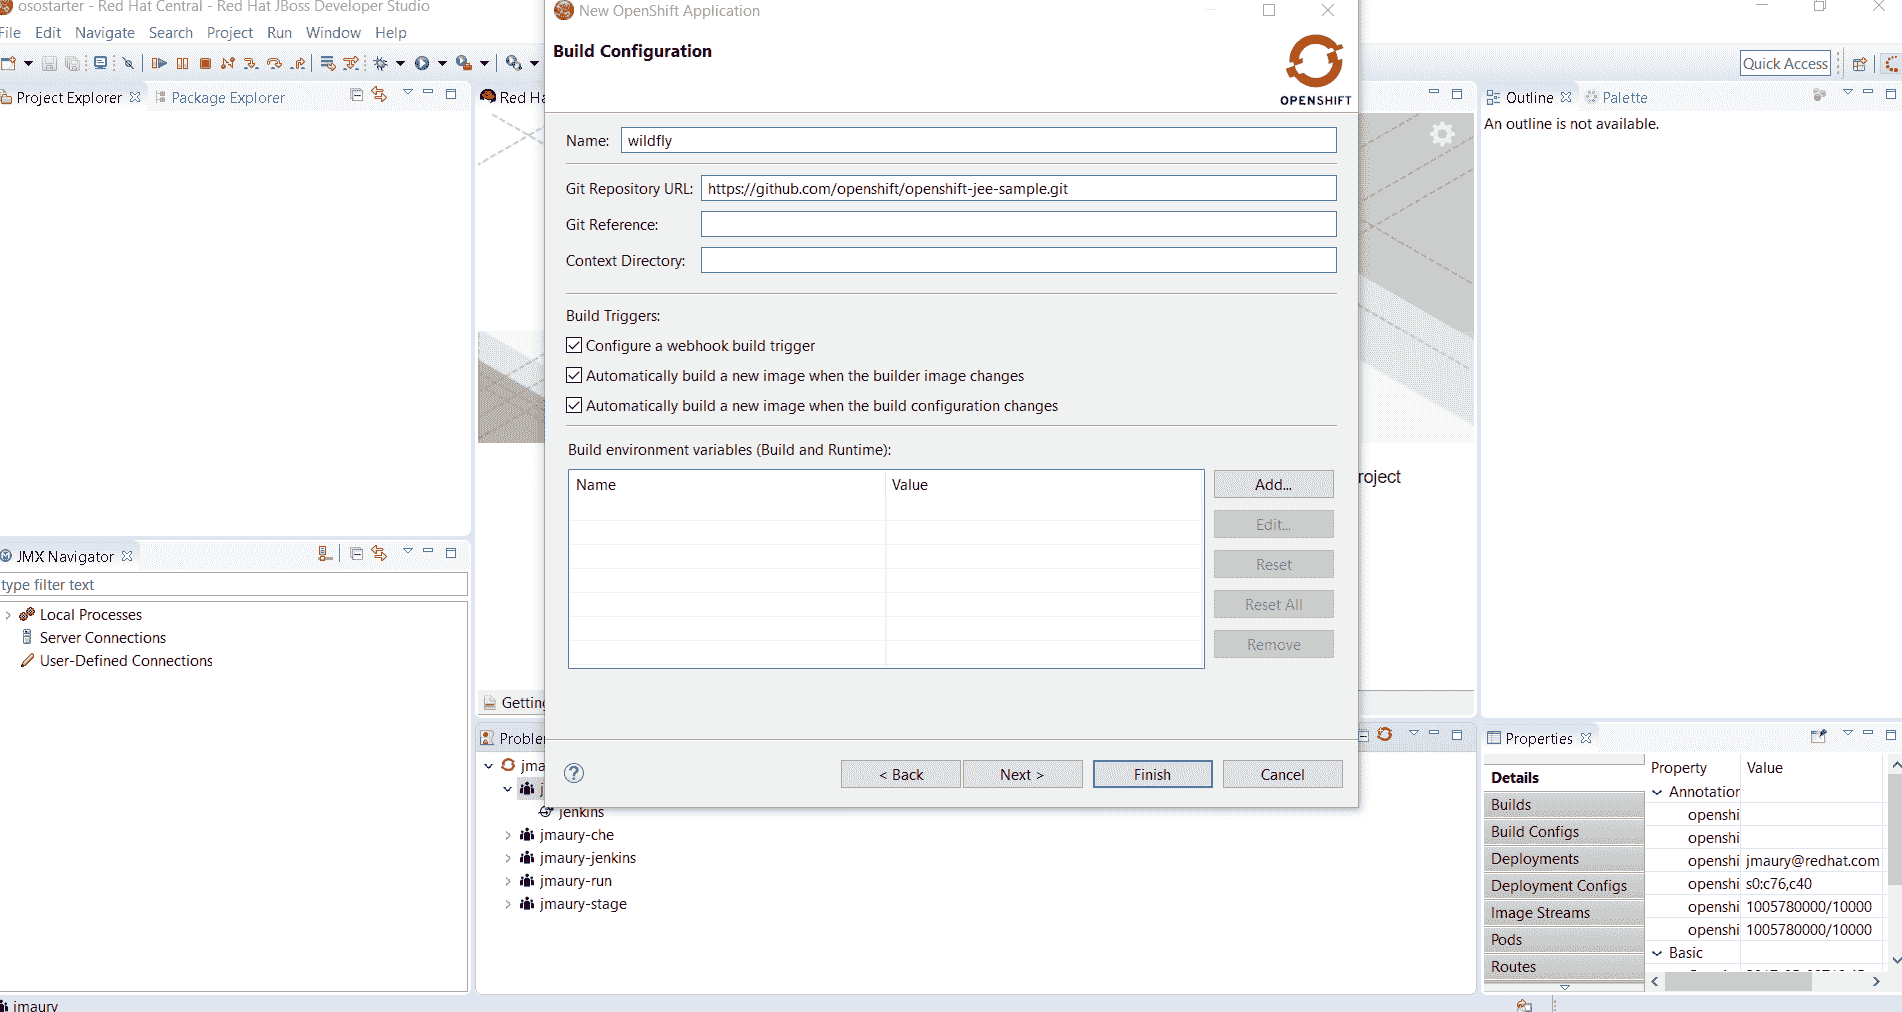 osostarter - Red Hat Central - Red Hat JBoss Developer Studio
File Edit Navigate Search Project Run Window Help
Quick Access
Project Explorer
Package Explorer
Red Ha
roject
Getting
Outline
Palette
An outline is not available.
New OpenShift Application
Build Configuration
OPENSHIFT
Name: wildfly
Git Repository URL: https://github.com/openshift/openshift-jee-sample.git
Git Reference:
Context Directory:
Build Triggers:
Configure a webhook build trigger
Automatically build a new image when the builder image changes
Automatically build a new image when the build configuration changes
Build environment variables (Build and Runtime):
Name Value
Add...
Edit...
Reset
Reset All
Remove
< Back
Next >
Finish
Cancel
JMX Navigator
type filter text
Local Processes
Server Connections
User-Defined Connections
Problem
jma
j
jenkins
jmaury-che
jmaury-jenkins
jmaury-run
jmaury-stage
Properties
Details
Builds
Build Configs
Deployments
Deployment Configs
Image Streams
Pods
Routes
Property Value
Annotation
openshi
openshi
openshi jmaury@redhat.com
openshi s0:c76,c40
openshi 1005780000/10000
openshi 1005780000/10000
Basic
jmaury